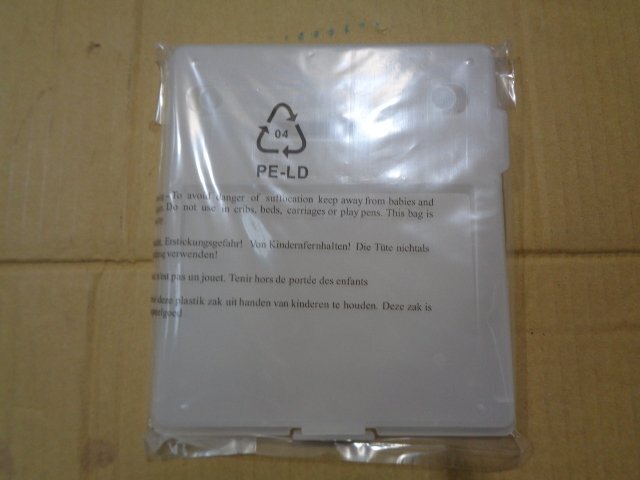 04
PE-LD
To avoid danger of suffocation keep away from babies and
Do not use in cribs, beds, carriages or play pens. This bag is
Erstickungsgefahr! Von Kindernfernhalten! Die Tüte nichtals
verwenden!
pas un jouet. Tenir hors de portée des enfants
deze plastik zak uit handen van kinderen te houden. Deze zak is